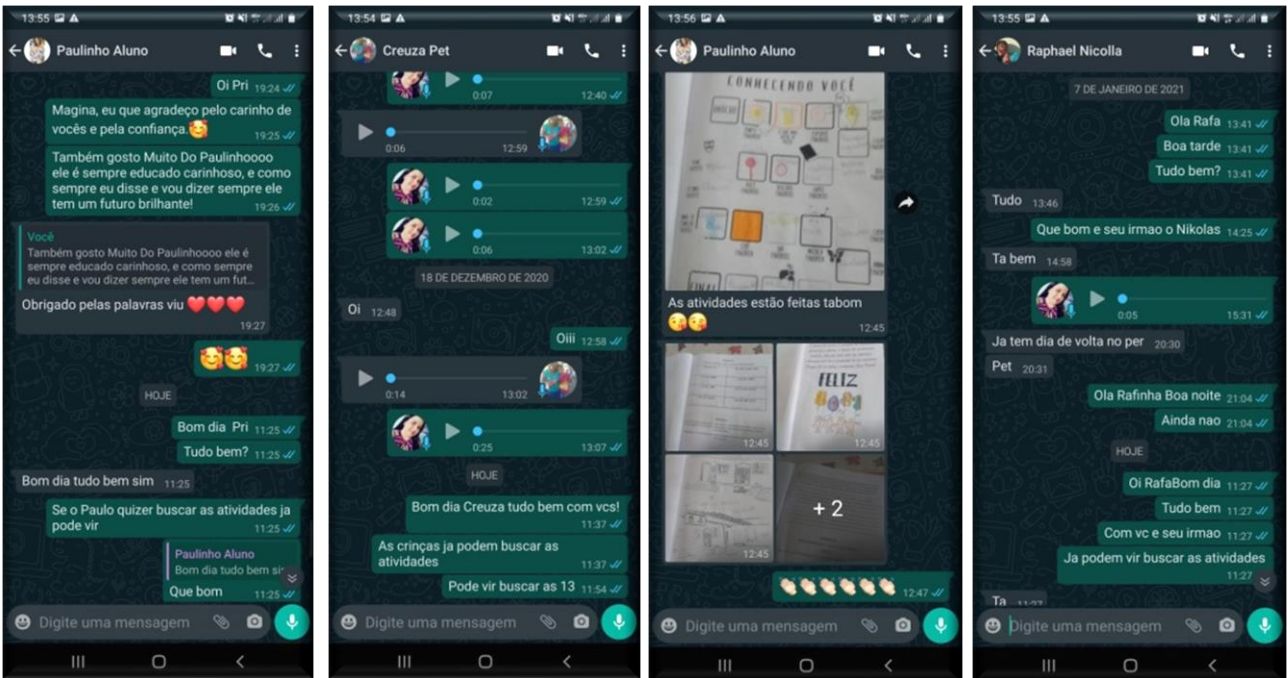 13:55
Paulinho Aluno
Oi Pri 19:24
Magina, eu que agradeço pelo carinho de
vocês e pela confiança.🥰 19:25
Também gosto Muito Do Paulinhoooo
ele é sempre educado carinhoso, e como
sempre eu disse e vou dizer sempre ele
tem um futuro brilhante! 19:26
Você
Também gosto Muito Do Paulinhoooo ele é
sempre educado carinhoso, e como sempre
eu disse e vou dizer sempre ele tem um fut...
Obrigado pelas palavras viu ❤️❤️❤️
19:27
🥰🥰 19:27
HOJE
Bom dia Pri 11:25
Tudo bem? 11:25
Bom dia tudo bem sim 11:25
Se o Paulo quizer buscar as atividades ja
pode vir 11:25
Paulinho Aluno
Bom dia tudo bem si
Que bom 11:25
Digite uma mensagem
13:54
Creuza Pet
0:07 12:40
0:06 12:59
0:02 12:59
0:06 13:02
18 DE DEZEMBRO DE 2020
Oi 12:48
Oiii 12:58
0:14 13:02
0:25 13:07
HOJE
Bom dia Creuza tudo bem com vcs!
11:37
As crinças ja podem buscar as
atividades 11:37
Pode vir buscar as 13 11:54
Digite uma mensagem
13:56
Paulinho Aluno
CONHECENDO VOCÊ
INÍCIO
FINAL
As atividades estão feitas tabom
😘😘 12:45
12:45
FELIZ
12:45
12:45
+ 2
👏🏻👏🏻👏🏻👏🏻👏🏻👏🏻 12:47
Digite uma mensagem
13:55
Raphael Nicolla
7 DE JANEIRO DE 2021
Ola Rafa 13:41
Boa tarde 13:41
Tudo bem? 13:41
Tudo 13:46
Que bom e seu irmao o Nikolas 14:25
Ta bem 14:58
0:05 15:31
Ja tem dia de volta no per 20:30
Pet 20:31
Ola Rafinha Boa noite 21:04
Ainda nao 21:04
HOJE
Oi RafaBom dia 11:27
Tudo bem 11:27
Com vc e seu irmao 11:27
Ja podem vir buscar as atividades
11:27
Ta 11:27
Digite uma mensagem